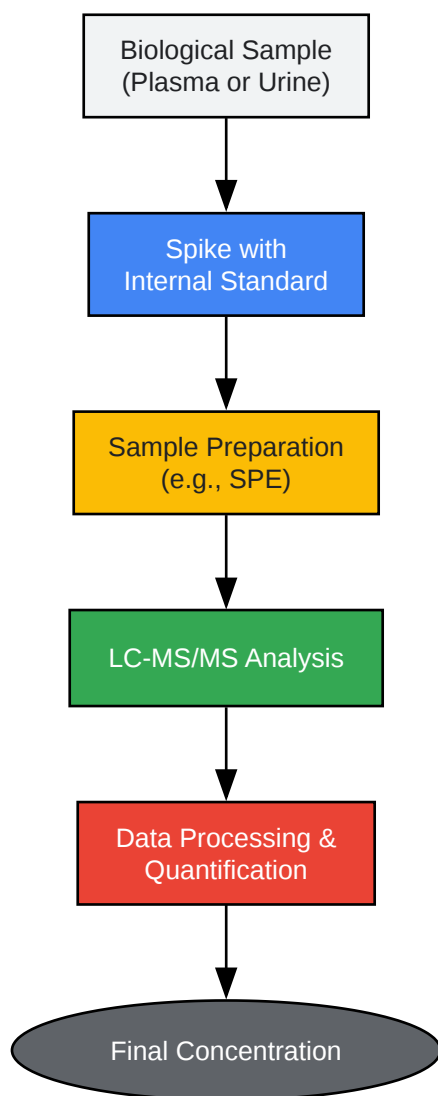 Biological Sample
(Plasma or Urine)
Spike with
Internal Standard
Sample Preparation
(e.g., SPE)
LC-MS/MS Analysis
Data Processing &
Quantification
Final Concentration